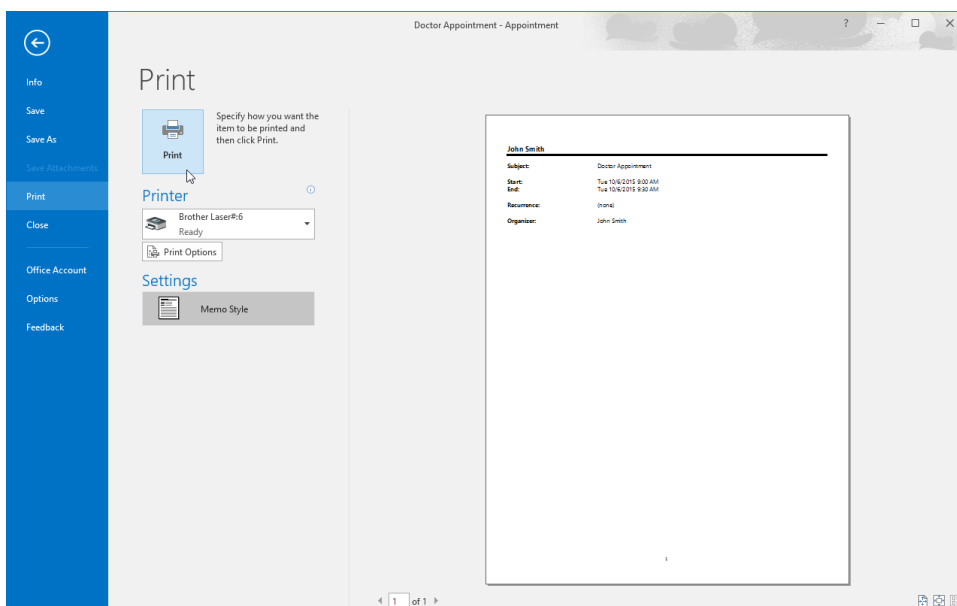 Doctor Appointment - Appointment
?
Info
Save
Save As
Save Attachments
Print
Close
Office Account
Options
Feedback
Print
Print
Specify how you want the
item to be printed and
then click Print.
Printer
Brother Laser#:6
Ready
Print Options
Settings
Memo Style
John Smith
Subject: Doctor Appointment
Start: Tue 10/6/2015 9:00 AM
End: Tue 10/6/2015 9:30 AM
Recurrence: (none)
Organizer: John Smith
1
1 of 1